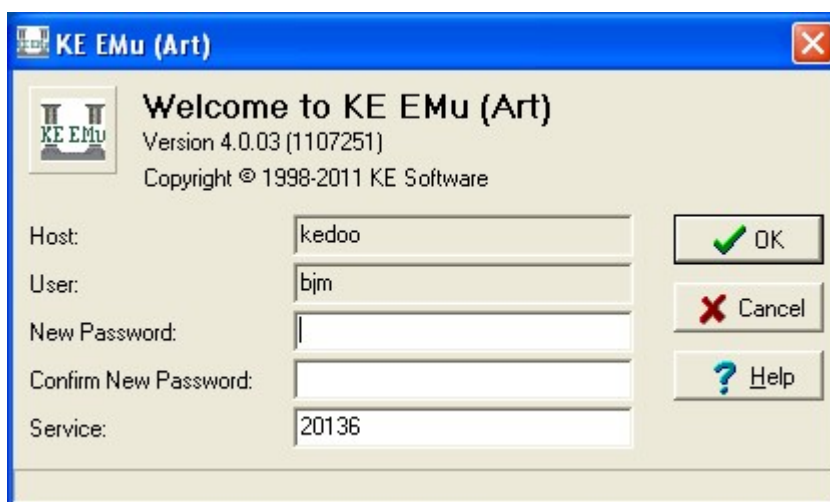 KE EMu (Art)
KE EMu
Welcome to KE EMu (Art)
Version 4.0.03 (1107251)
Copyright © 1998-2011 KE Software
Host: kedoo
OK
User: bjm
Cancel
New Password:
Confirm New Password:
Help
Service: 20136